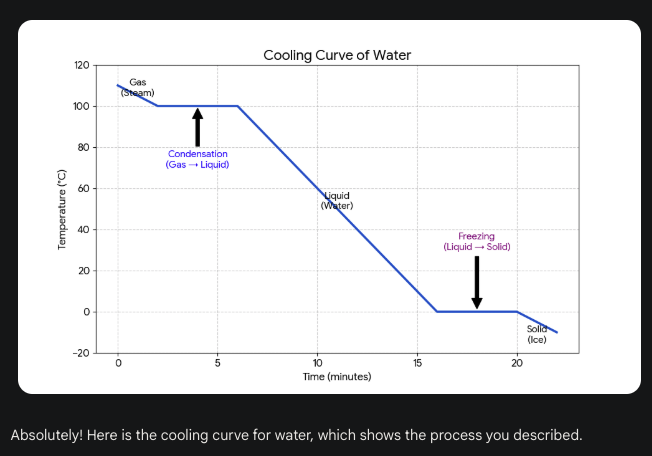 Cooling Curve of Water
120
100
80
60
40
20
0
−20
Temperature (°C)
Gas
(Steam)
Condensation
(Gas → Liquid)
Liquid
(Water)
Freezing
(Liquid → Solid)
Solid
(Ice)
0 5 10 15 20
Time (minutes)
Absolutely! Here is the cooling curve for water, which shows the process you described.